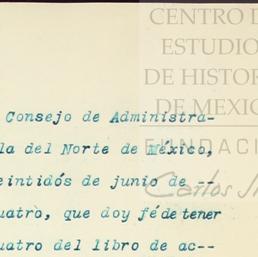 CENTRO D
ESTUDIO
DE HISTOR
DE MEXIC
FUNDACI
Carlos
Consejo de Administra-
la del Norte de México,
eintidós de junio de --
uatro, que doy fé de tener
uatro del libro de ac--